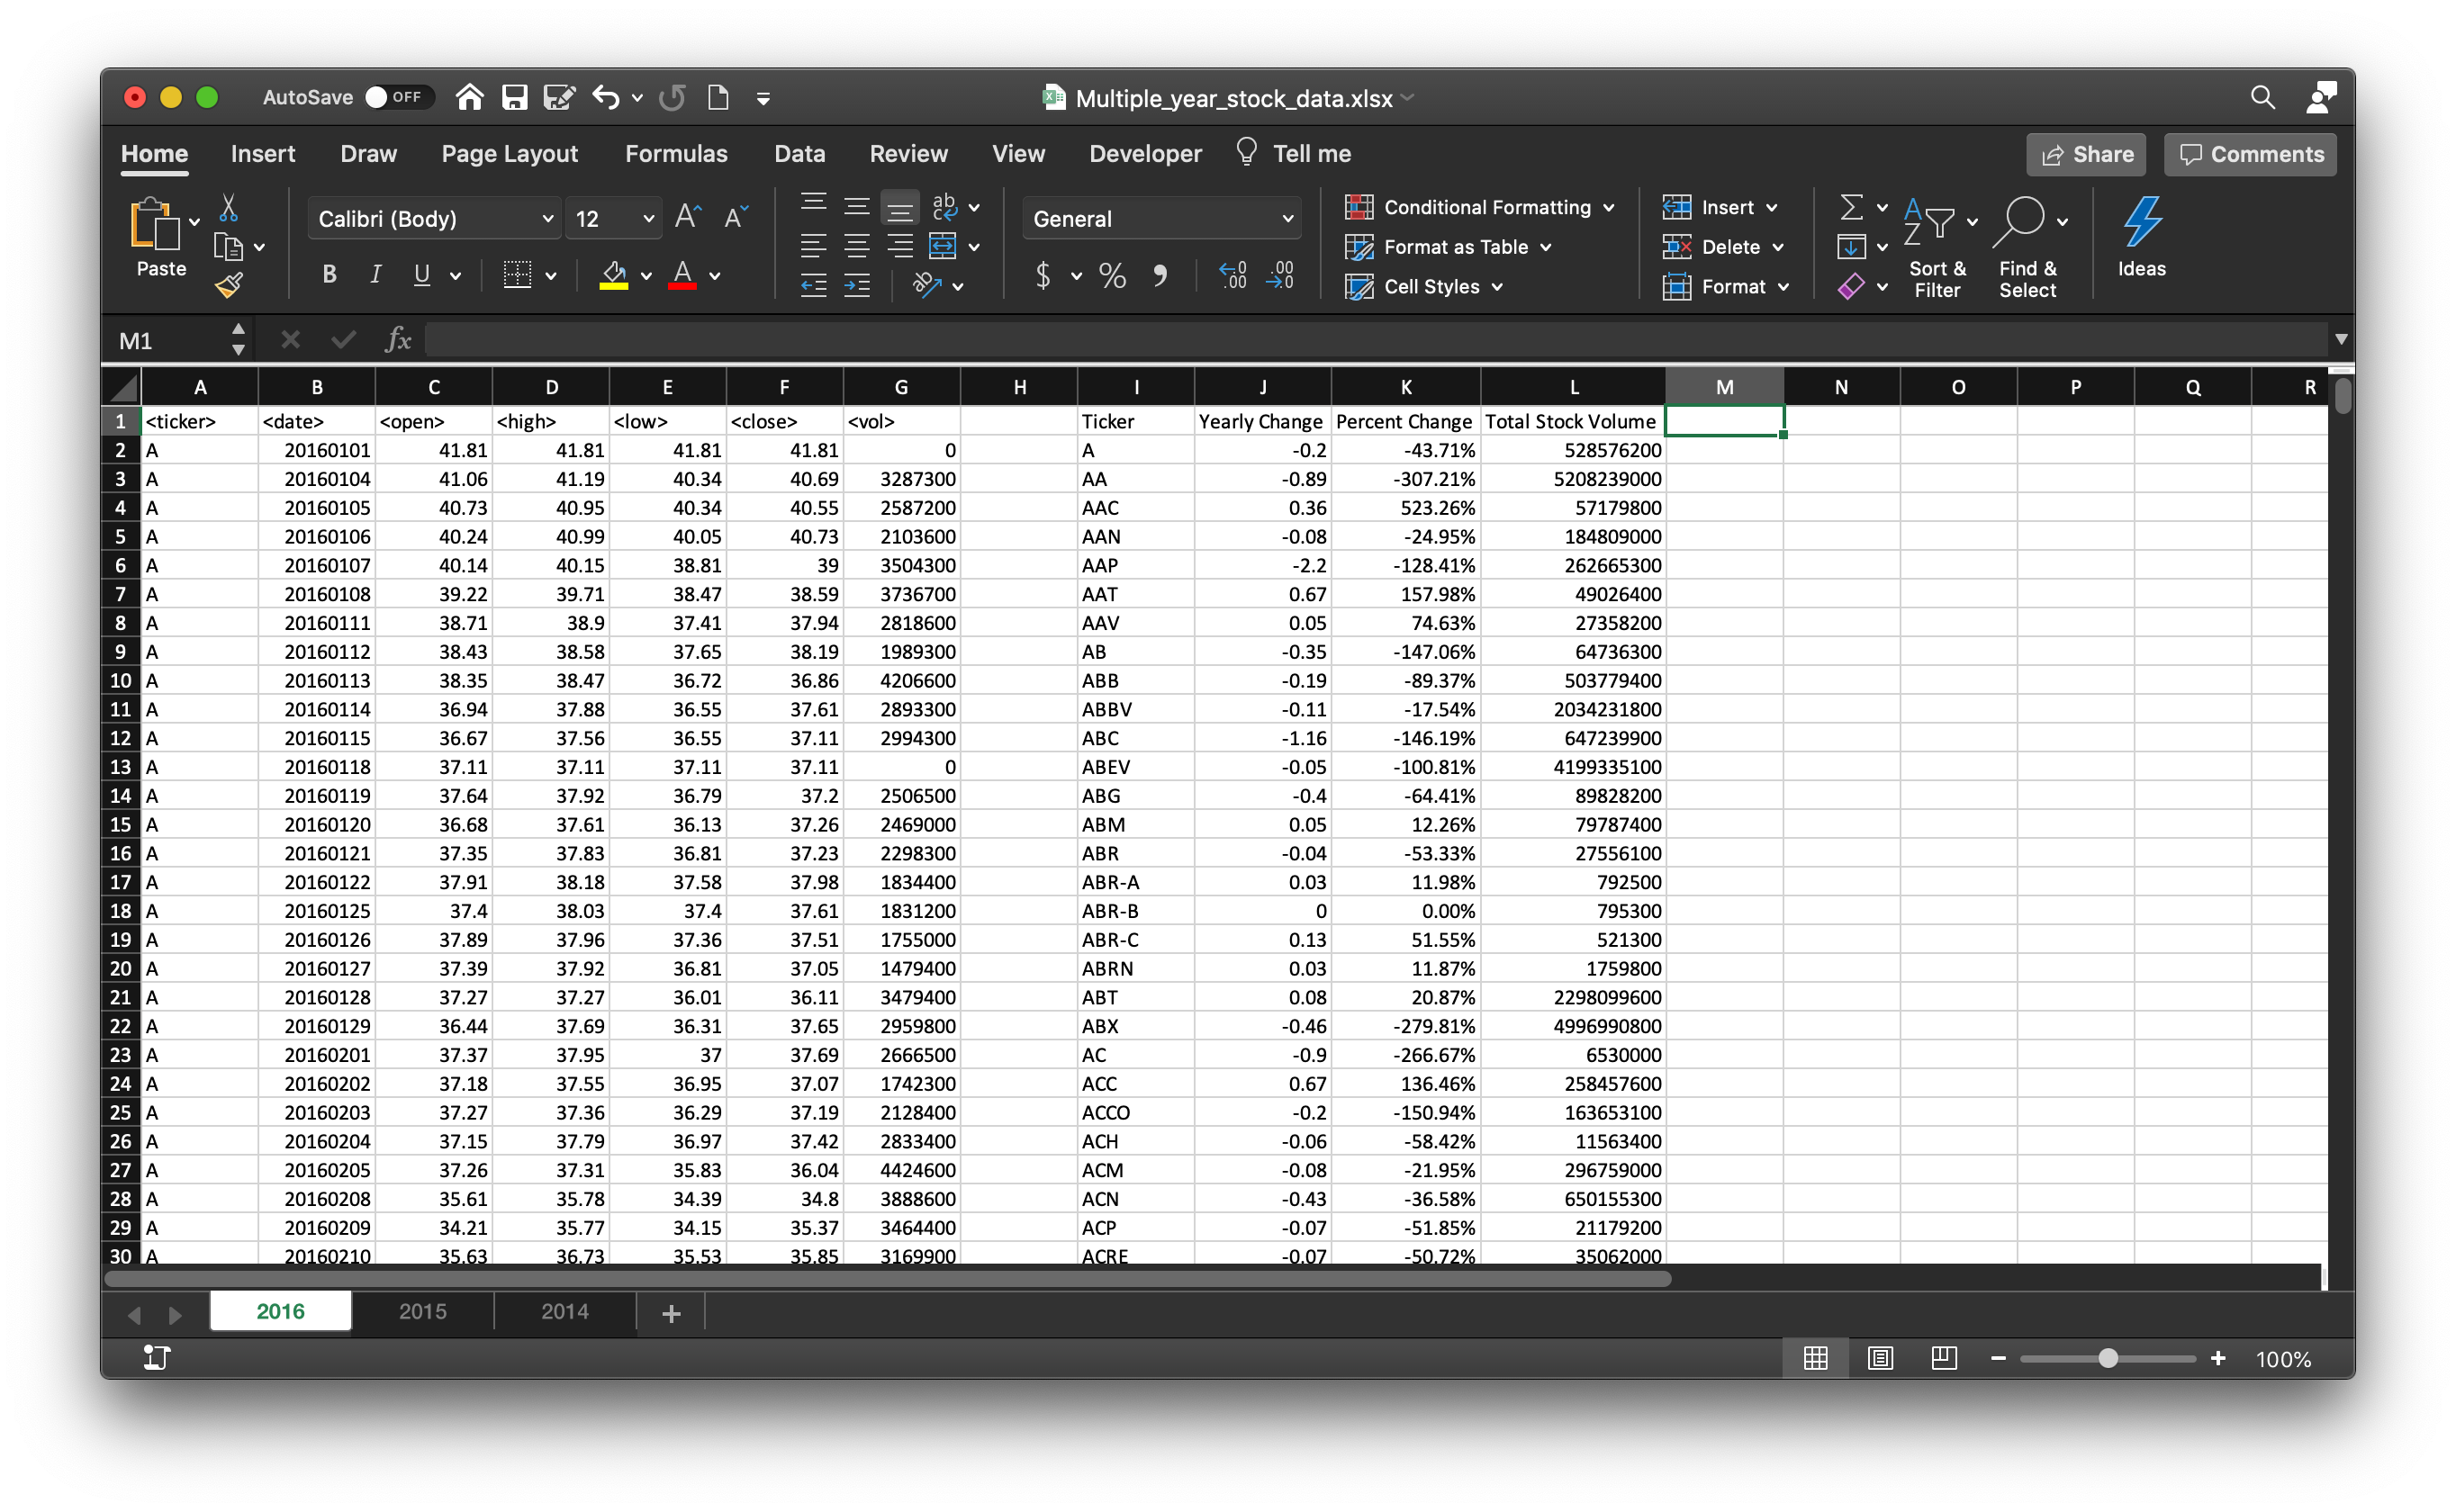 AutoSave OFF Multiple_year_stock_data.xlsx
Home Insert Draw Page Layout Formulas Data Review View Developer Tell me Share Comments
Paste Calibri (Body) 12 A A ab c General Conditional Formatting Insert Σ A Z
B I U A ab $ % , .0 .00 .00 .0 Format as Table Delete Sort & Filter Find & Select Ideas
Cell Styles Format
M1 fx
A B C D E F G H I J K L M N O P Q R
1 <ticker> <date> <open> <high> <low> <close> <vol> Ticker Yearly Change Percent Change Total Stock Volume
2 A 20160101 41.81 41.81 41.81 41.81 0 A -0.2 -43.71% 528576200
3 A 20160104 41.06 41.19 40.34 40.69 3287300 AA -0.89 -307.21% 5208239000
4 A 20160105 40.73 40.95 40.34 40.55 2587200 AAC 0.36 523.26% 57179800
5 A 20160106 40.24 40.99 40.05 40.73 2103600 AAN -0.08 -24.95% 184809000
6 A 20160107 40.14 40.15 38.81 39 3504300 AAP -2.2 -128.41% 262665300
7 A 20160108 39.22 39.71 38.47 38.59 3736700 AAT 0.67 157.98% 49026400
8 A 20160111 38.71 38.9 37.41 37.94 2818600 AAV 0.05 74.63% 27358200
9 A 20160112 38.43 38.58 37.65 38.19 1989300 AB -0.35 -147.06% 64736300
10 A 20160113 38.35 38.47 36.72 36.86 4206600 ABB -0.19 -89.37% 503779400
11 A 20160114 36.94 37.88 36.55 37.61 2893300 ABBV -0.11 -17.54% 2034231800
12 A 20160115 36.67 37.56 36.55 37.11 2994300 ABC -1.16 -146.19% 647239900
13 A 20160118 37.11 37.11 37.11 37.11 0 ABEV -0.05 -100.81% 4199335100
14 A 20160119 37.64 37.92 36.79 37.2 2506500 ABG -0.4 -64.41% 89828200
15 A 20160120 36.68 37.61 36.13 37.26 2469000 ABM 0.05 12.26% 79787400
16 A 20160121 37.35 37.83 36.81 37.23 2298300 ABR -0.04 -53.33% 27556100
17 A 20160122 37.91 38.18 37.58 37.98 1834400 ABR-A 0.03 11.98% 792500
18 A 20160125 37.4 38.03 37.4 37.61 1831200 ABR-B 0 0.00% 795300
19 A 20160126 37.89 37.96 37.36 37.51 1755000 ABR-C 0.13 51.55% 521300
20 A 20160127 37.39 37.92 36.81 37.05 1479400 ABRN 0.03 11.87% 1759800
21 A 20160128 37.27 37.27 36.01 36.11 3479400 ABT 0.08 20.87% 2298099600
22 A 20160129 36.44 37.69 36.31 37.65 2959800 ABX -0.46 -279.81% 4996990800
23 A 20160201 37.37 37.95 37 37.69 2666500 AC -0.9 -266.67% 6530000
24 A 20160202 37.18 37.55 36.95 37.07 1742300 ACC 0.67 136.46% 258457600
25 A 20160203 37.27 37.36 36.29 37.19 2128400 ACCO -0.2 -150.94% 163653100
26 A 20160204 37.15 37.79 36.97 37.42 2833400 ACH -0.06 -58.42% 11563400
27 A 20160205 37.26 37.31 35.83 36.04 4424600 ACM -0.08 -21.95% 296759000
28 A 20160208 35.61 35.78 34.39 34.8 3888600 ACN -0.43 -36.58% 650155300
29 A 20160209 34.21 35.77 34.15 35.37 3464400 ACP -0.07 -51.85% 21179200
30 A 20160210 35.63 36.73 35.53 35.85 3169900 ACRE -0.07 -50.72% 35062000
2016 2015 2014 +
100%